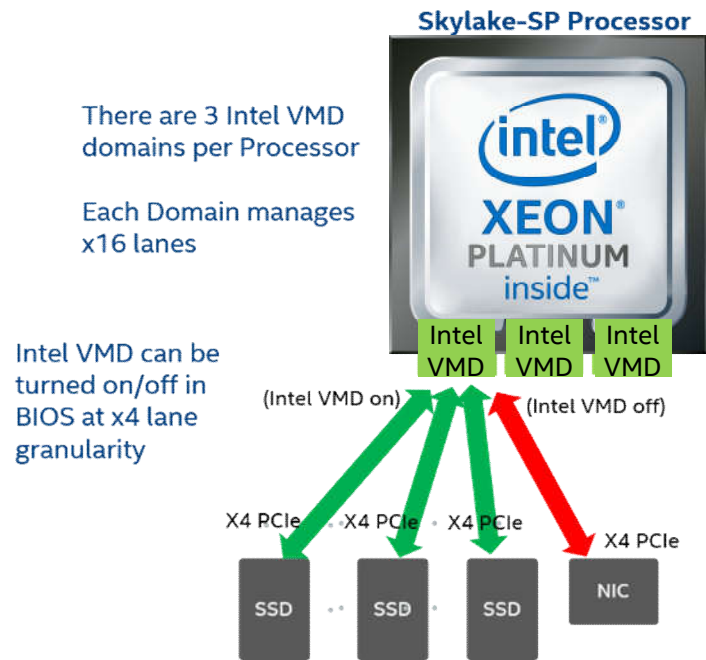 Skylake-SP Processor
There are 3 Intel VMD
domains per Processor
Each Domain manages
x16 lanes
intel®
XEON®
PLATINUM
inside™
Intel VMD
Intel VMD
Intel VMD
Intel VMD can be
turned on/off in
BIOS at x4 lane
granularity
(Intel VMD on)
(Intel VMD off)
X4 PCIe
X4 PCIe
X4 PCIe
X4 PCIe
SSD
SSD
SSD
NIC